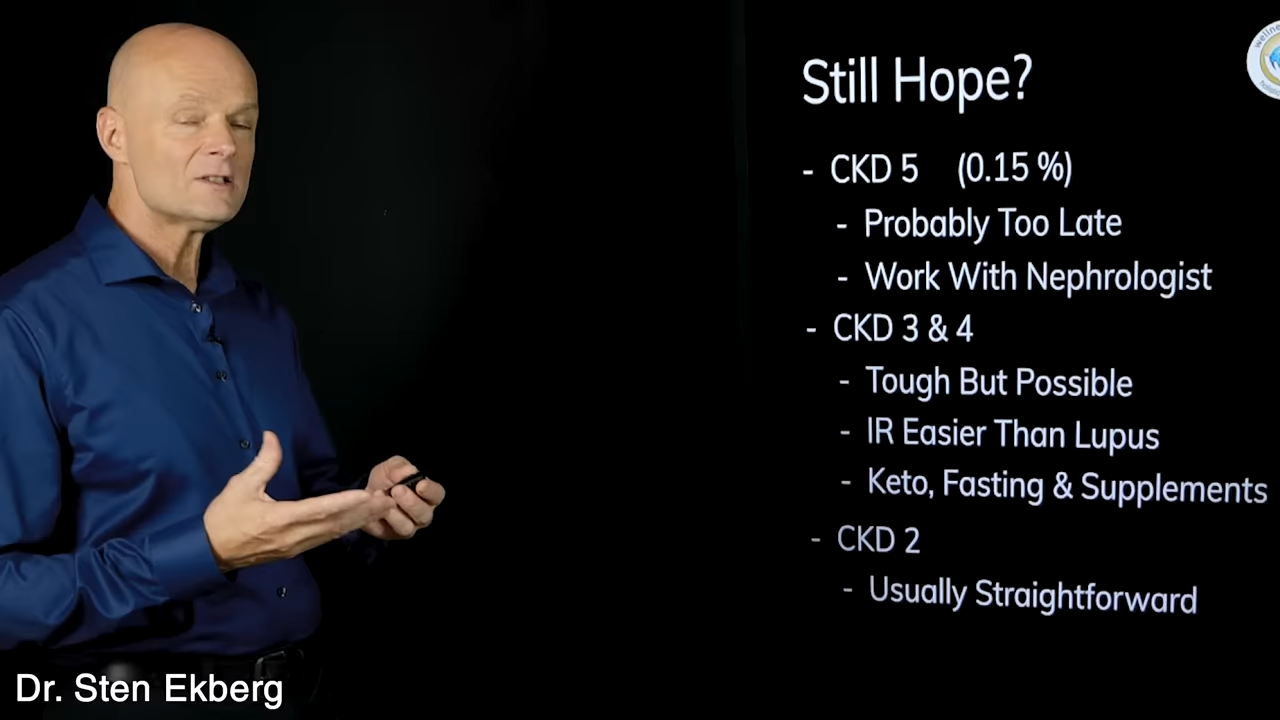 Still Hope?
- CKD 5 (0.15 %)
- Probably Too Late
- Work With Nephrologist
- CKD 3 & 4
- Tough But Possible
- IR Easier Than Lupus
- Keto, Fasting & Supplements
- CKD 2
- Usually Straightforward
Dr. Sten Ekberg